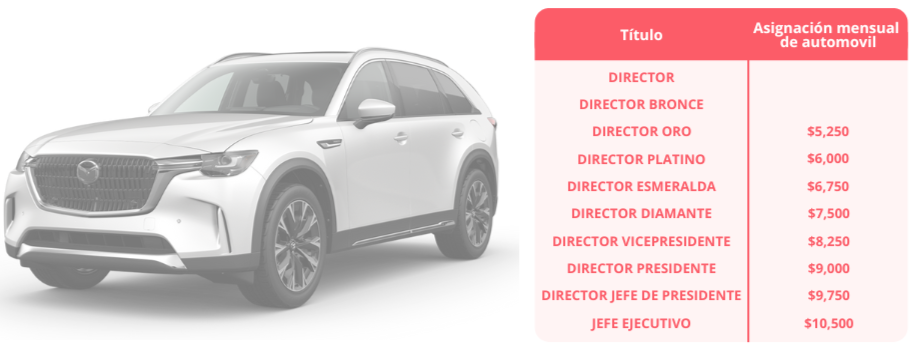 Título
Asignación mensual
de automovil
DIRECTOR
DIRECTOR BRONCE
DIRECTOR ORO $5,250
DIRECTOR PLATINO $6,000
DIRECTOR ESMERALDA $6,750
DIRECTOR DIAMANTE $7,500
DIRECTOR VICEPRESIDENTE $8,250
DIRECTOR PRESIDENTE $9,000
DIRECTOR JEFE DE PRESIDENTE $9,750
JEFE EJECUTIVO $10,500